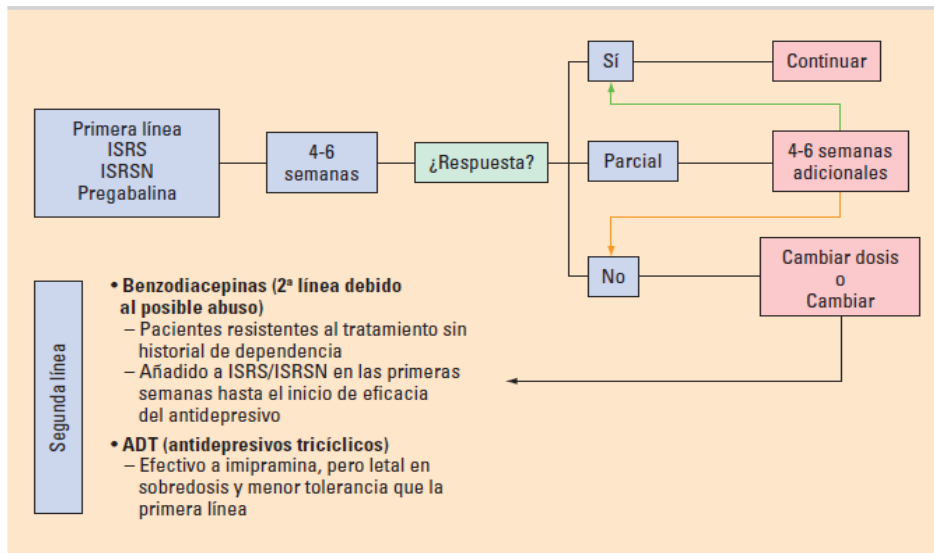 Primera línea
ISRS
ISRSN
Pregabalina
4-6
semanas
¿Respuesta?
Sí
Continuar
Parcial
4-6 semanas
adicionales
No
Cambiar dosis
o
Cambiar
Segunda línea
• Benzodiacepinas (2ª línea debido
al posible abuso)
– Pacientes resistentes al tratamiento sin
historial de dependencia
– Añadido a ISRS/ISRSN en las primeras
semanas hasta el inicio de eficacia
del antidepresivo
• ADT (antidepresivos tricíclicos)
– Efectivo a imipramina, pero letal en
sobredosis y menor tolerancia que la
primera línea